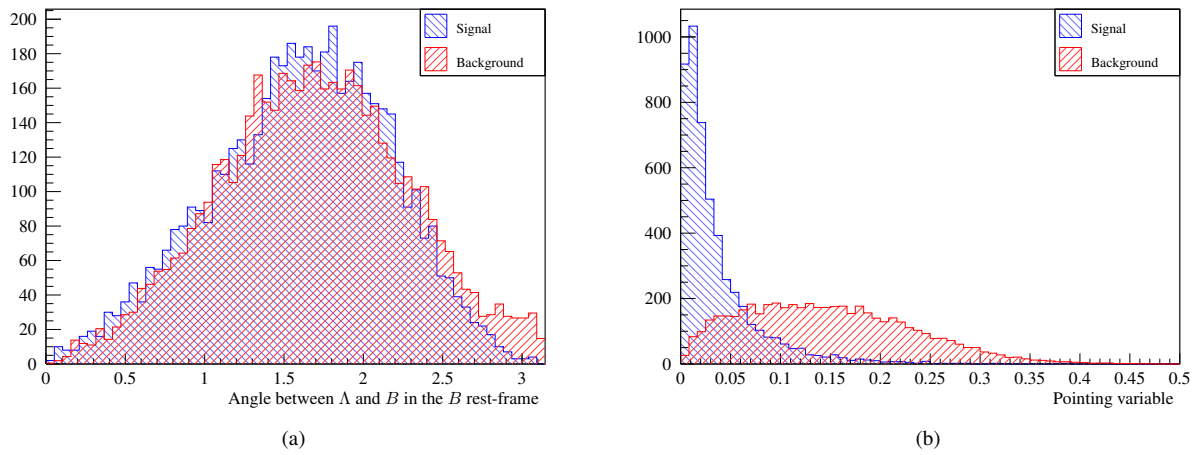 200
180
160
140
120
100
80
60
40
20
0
0 0.5 1 1.5 2 2.5 3
Signal
Background
Angle between Λ and B in the B rest-frame
(a)
1000
800
600
400
200
0
0 0.05 0.1 0.15 0.2 0.25 0.3 0.35 0.4 0.45 0.5
Signal
Background
Pointing variable
(b)